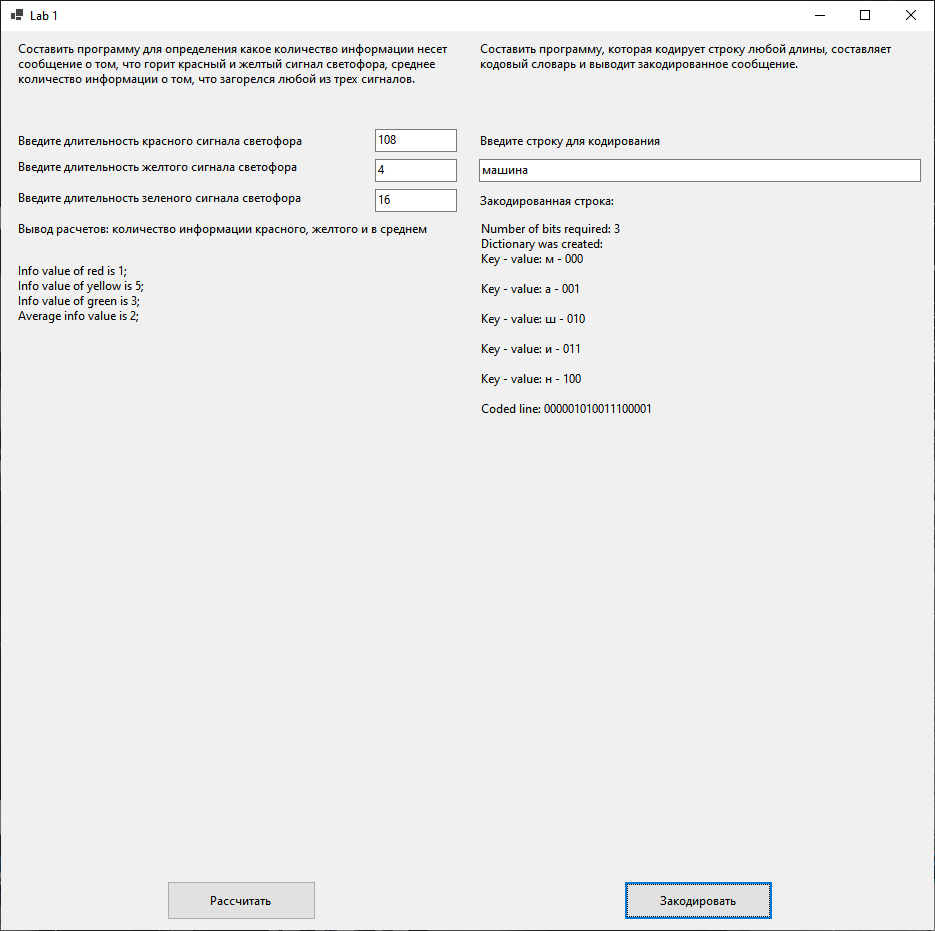 Lab 1
Составить программу для определения какое количество информации несет
сообщение о том, что горит красный и желтый сигнал светофора, среднее
количество информации о том, что загорелся любой из трех сигналов.
Введите длительность красного сигнала светофора
108
Введите длительность желтого сигнала светофора
4
Введите длительность зеленого сигнала светофора
16
Вывод расчетов: количество информации красного, желтого и в среднем
Info value of red is 1;
Info value of yellow is 5;
Info value of green is 3;
Average info value is 2;
Рассчитать
Составить программу, которая кодирует строку любой длины, составляет
кодовый словарь и выводит закодированное сообщение.
Введите строку для кодирования
машина
Закодированная строка:
Number of bits required: 3
Dictionary was created:
Key - value: м - 000
Key - value: а - 001
Key - value: ш - 010
Key - value: и - 011
Key - value: н - 100
Coded line: 000001010011100001
Закодировать